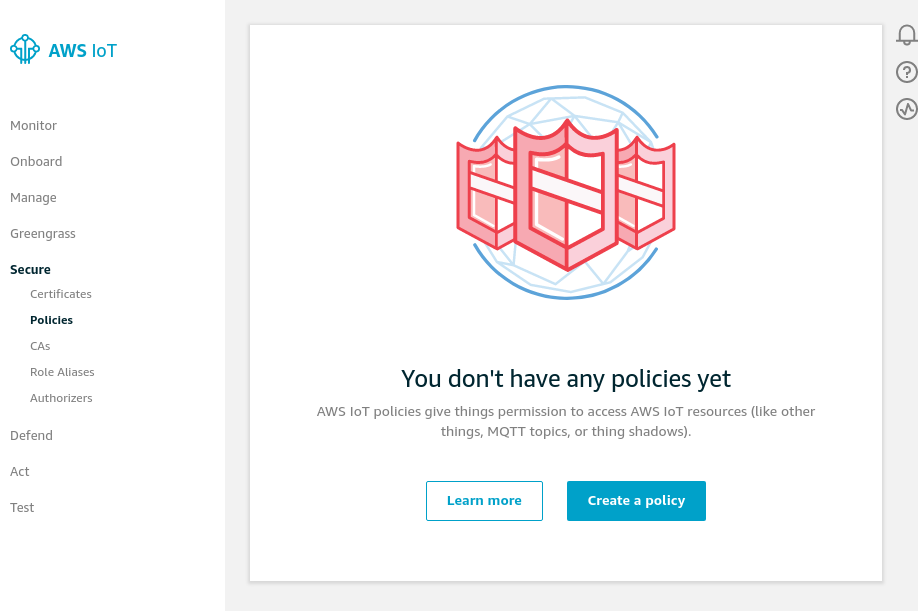 AWS IoT
Monitor
Onboard
Manage
Greengrass
Secure
Certificates
Policies
CAs
Role Aliases
Authorizers
Defend
Act
Test
You don't have any policies yet
AWS IoT policies give things permission to access AWS IoT resources (like other
things, MQTT topics, or thing shadows).
Learn more
Create a policy
?